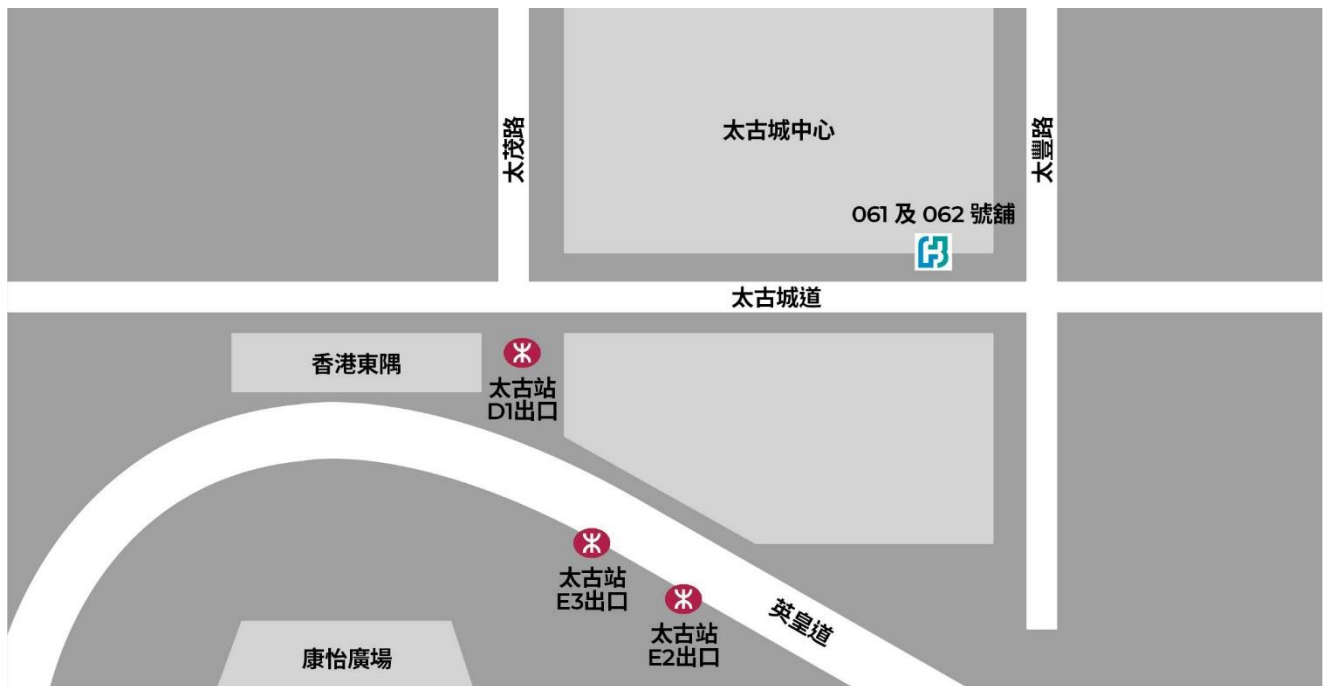 太茂路
太古城中心
太豐路
061 及 062 號舖
太古城道
香港東隅
太古站
D1出口
太古站
E3出口
太古站
E2出口
英皇道
康怡廣場